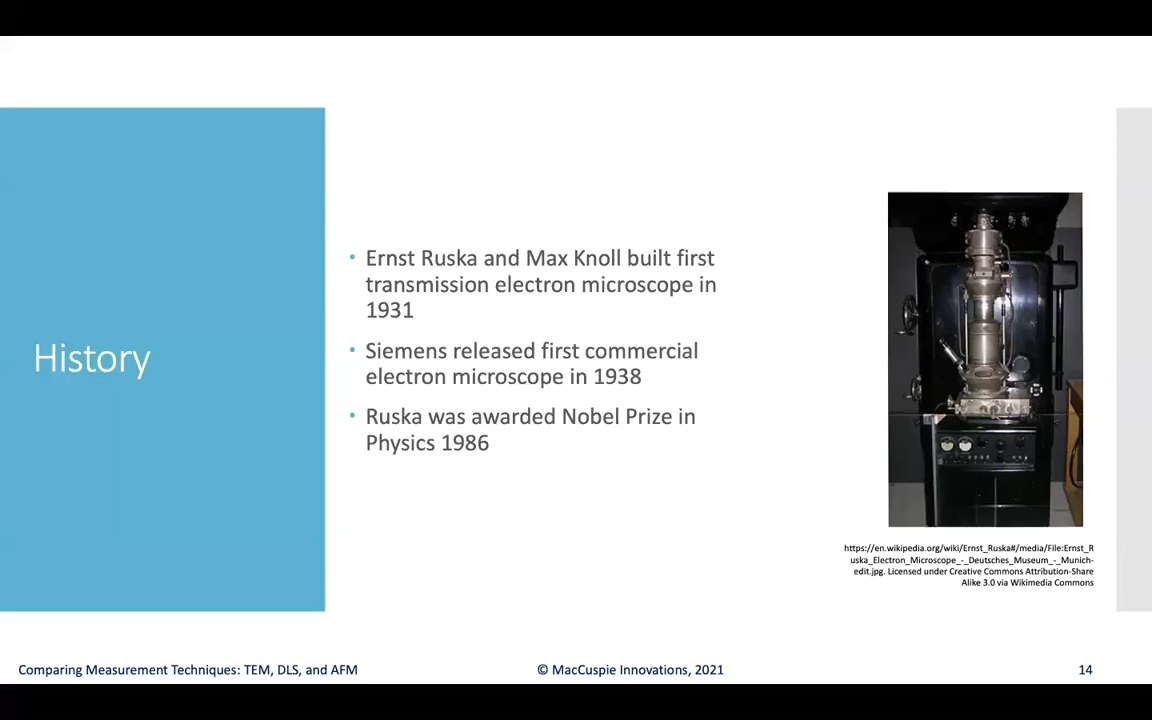 History
• Ernst Ruska and Max Knoll built first
transmission electron microscope in
1931
• Siemens released first commercial
electron microscope in 1938
• Ruska was awarded Nobel Prize in
Physics 1986
https://en.wikipedia.org/wiki/Ernst_Ruska#/media/File:Ernst_R
uska_Electron_Microscope_-_Deutsches_Museum_-_Munich-
edit.jpg. Licensed under Creative Commons Attribution-Share
Alike 3.0 via Wikimedia Commons
Comparing Measurement Techniques: TEM, DLS, and AFM
© MacCuspie Innovations, 2021
14